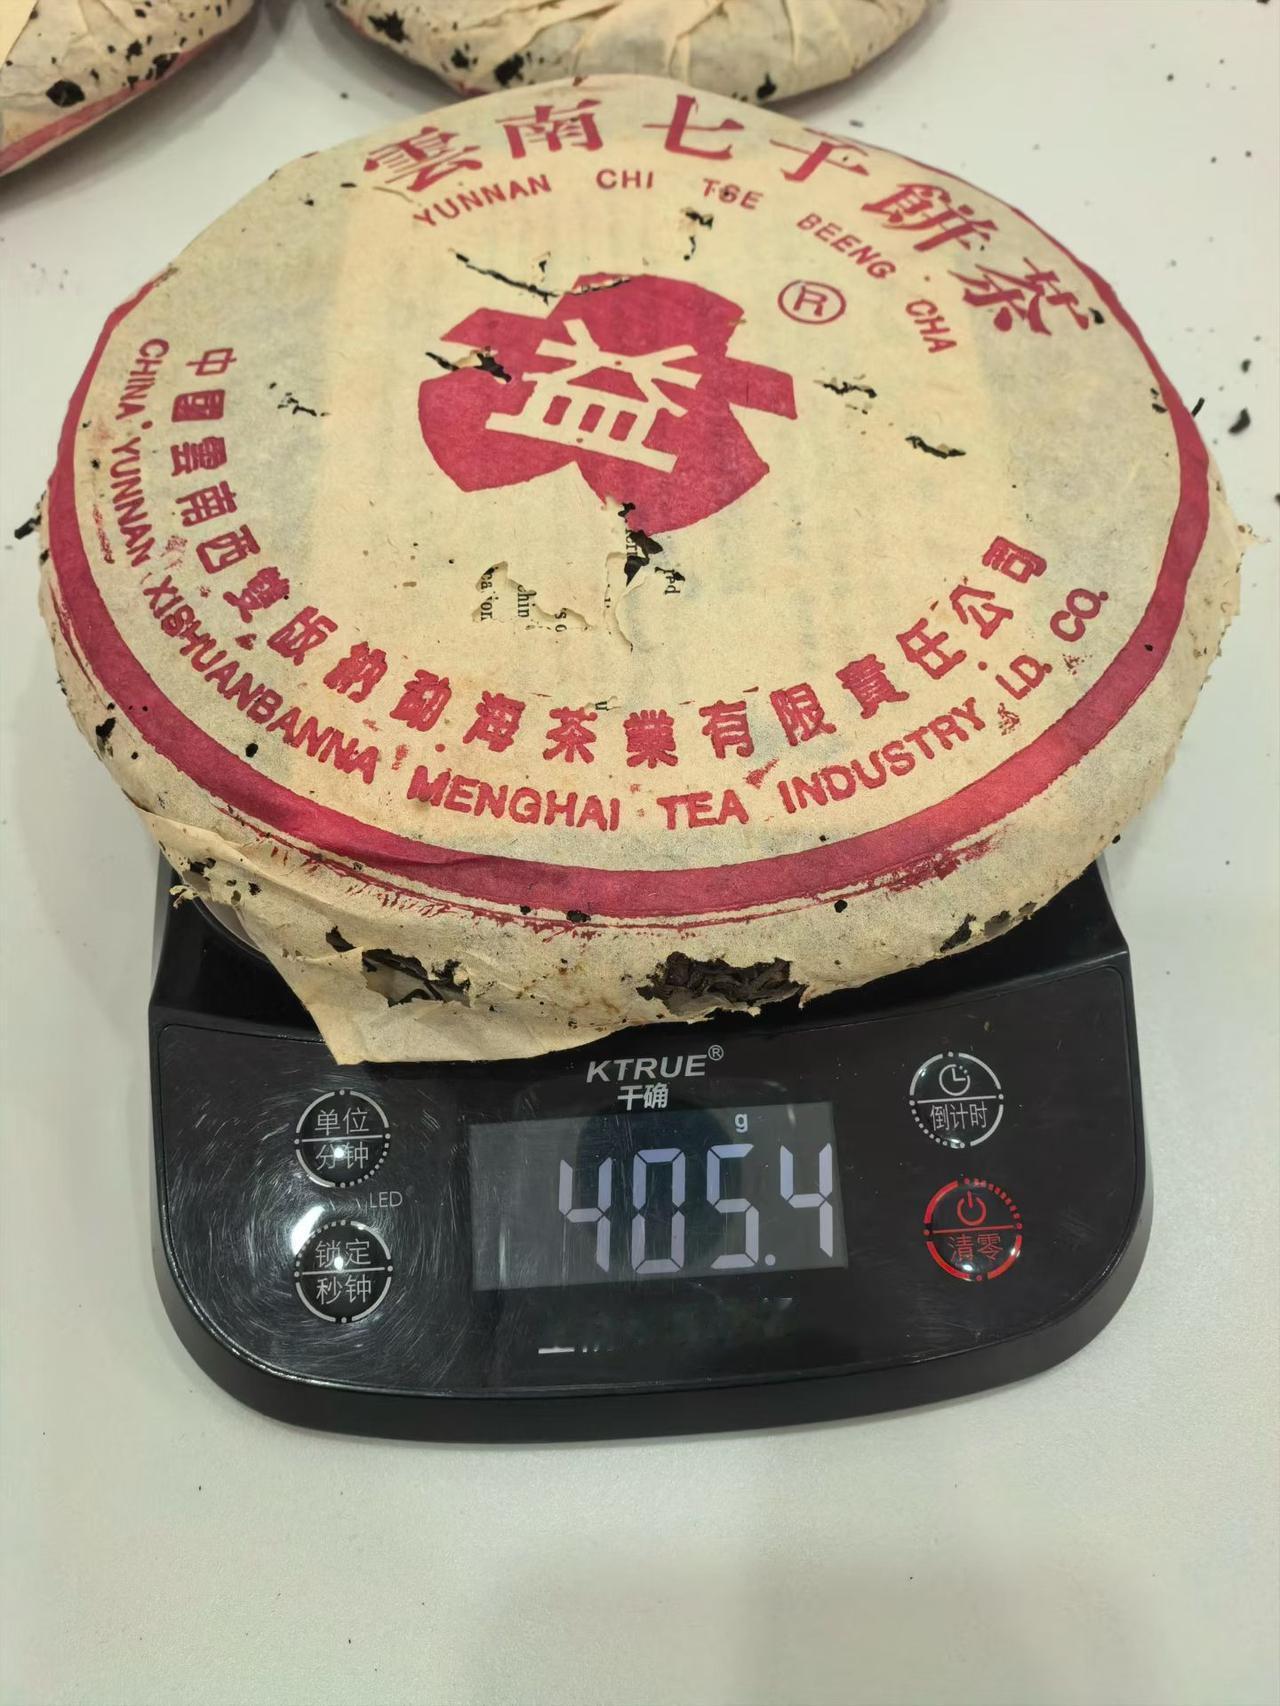 雲南七子餅茶
YUNNAN CHI TSE BEENG CHA
®
益
中國雲南西雙版納勐海茶業有限責任公司
CHINA YUNNAN XISHUANBANNA MENGHAI TEA INDUSTRY LD. CO.
KTRUE®
千确
g
405.4
单位
分钟
LED
锁定
秒钟
倒计时
清零